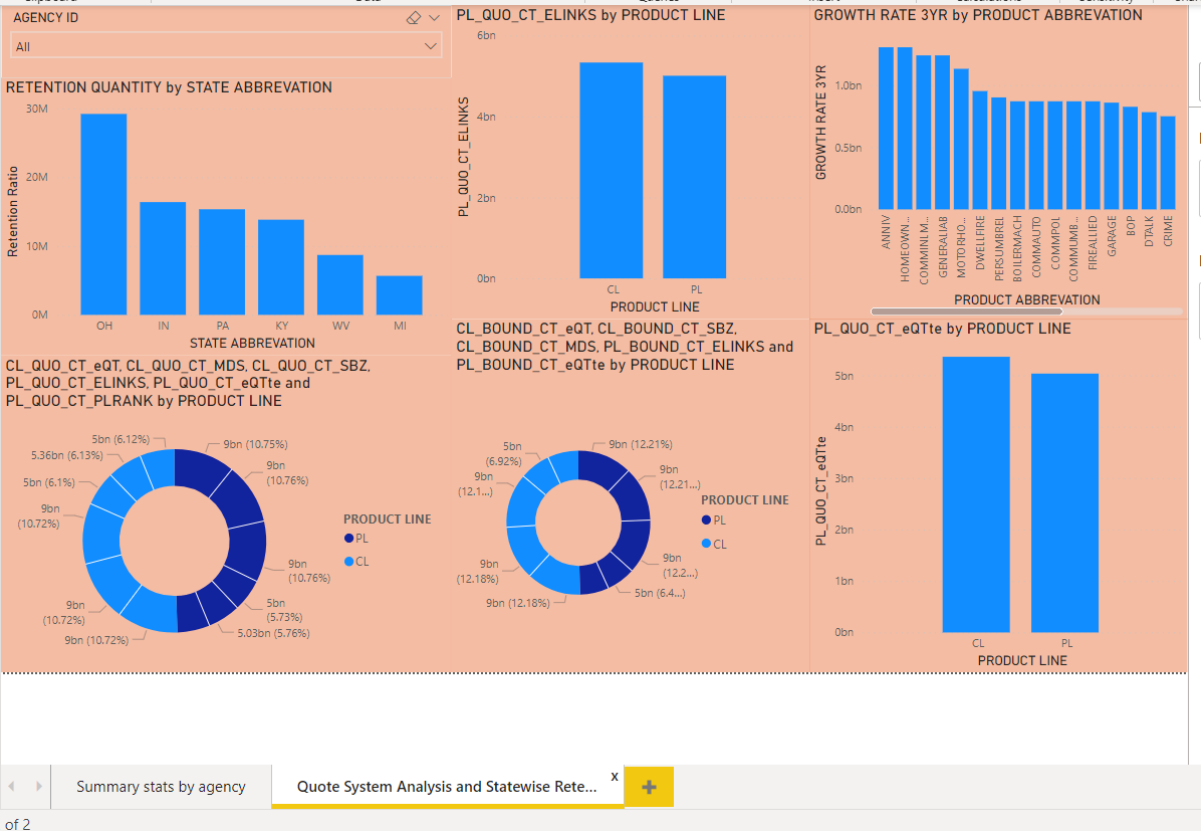 AGENCY ID
All
RETENTION QUANTITY by STATE ABBREVATION
Retention Ratio
30M
20M
10M
0M
OH
IN
PA
KY
WV
MI
STATE ABBREVATION
PL_QUO_CT_ELINKS by PRODUCT LINE
PL_QUO_CT_ELINKS
6bn
4bn
2bn
0bn
CL
PL
PRODUCT LINE
GROWTH RATE 3YR by PRODUCT ABBREVATION
GROWTH RATE 3YR
1.0bn
0.5bn
0.0bn
ANNIV
HOMEOWN...
COMMINLM...
GENERALIAB
MOTORHO...
DWELLFIRE
PERSUMBREL
BOILERMACH
COMMAUTO
COMMPOL
COMMUMB...
FIREALLIED
GARAGE
BOP
DTALK
CRIME
PRODUCT ABBREVATION
CL_QUO_CT_eQT, CL_QUO_CT_MDS, CL_QUO_CT_SBZ,
PL_QUO_CT_ELINKS, PL_QUO_CT_eQTte and
PL_QUO_CT_PLRANK by PRODUCT LINE
5bn (6.12%)
5.36bn (6.13%)
5bn (6.1%)
9bn
(10.72%)
9bn
(10.72%)
9bn (10.72%)
9bn (10.75%)
9bn
(10.76%)
9bn
(10.76%)
5bn
(5.73%)
5.03bn (5.76%)
PRODUCT LINE
PL
CL
CL_BOUND_CT_eQT, CL_BOUND_CT_SBZ,
CL_BOUND_CT_MDS, PL_BOUND_CT_ELINKS and
PL_BOUND_CT_eQTte by PRODUCT LINE
5bn
(6.92%)
9bn
(12.1...)
9bn
(12.18%)
9bn (12.18%)
9bn (12.21%)
9bn
(12.21...)
9bn
(12.2...)
5bn (6.4...)
PRODUCT LINE
PL
CL
PL_QUO_CT_eQTte by PRODUCT LINE
PL_QUO_CT_eQTte
5bn
4bn
3bn
2bn
1bn
0bn
CL
PL
PRODUCT LINE
Summary stats by agency
Quote System Analysis and Statewise Rete...
x
+
of 2